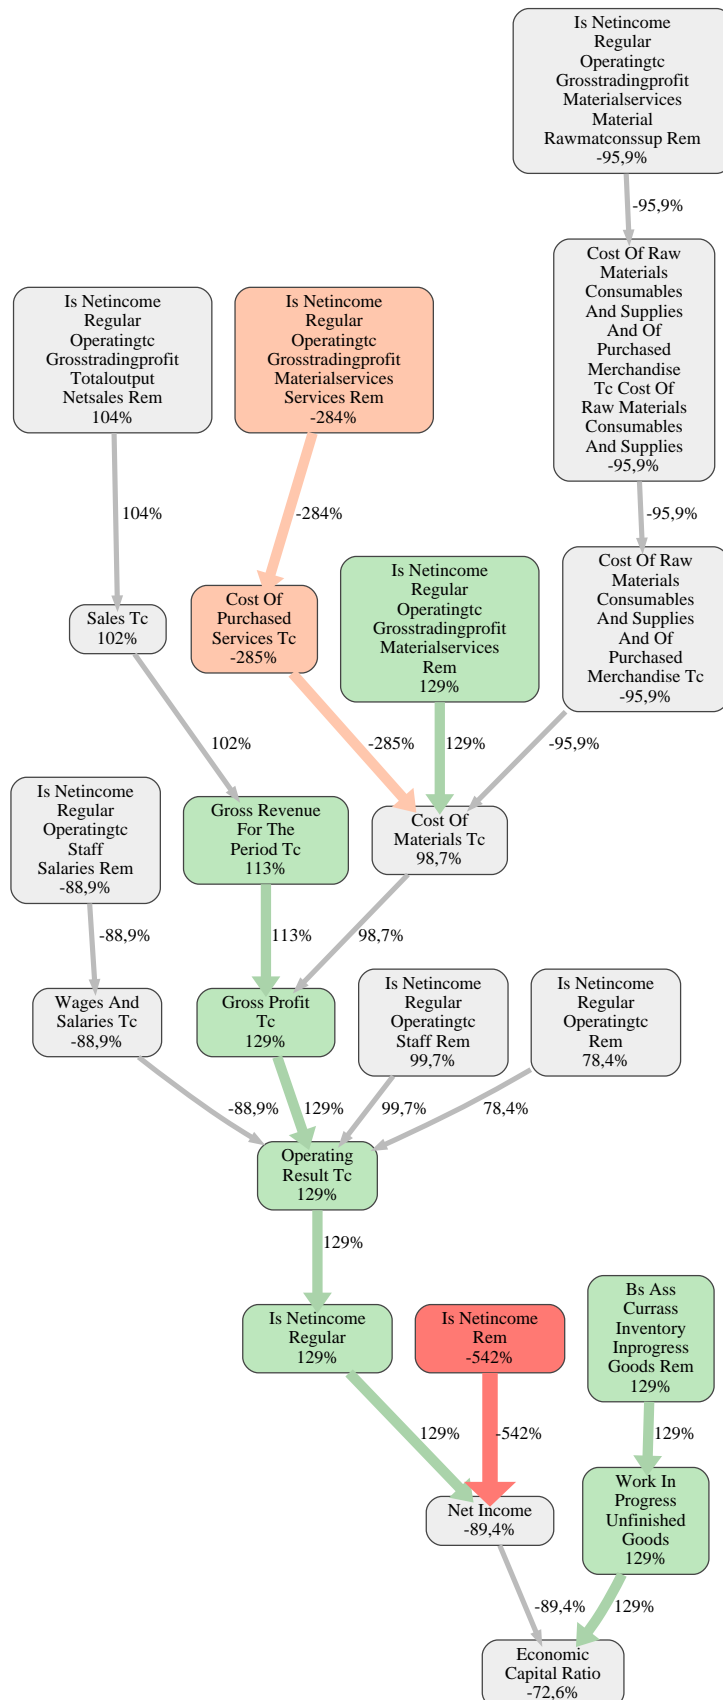 Is Netincome
Regular
Operatingtc
Grosstradingprofit
Materialservices
Material
Rawmatconssup Rem
-95,9%
-95,9%
Cost Of Raw
Materials
Consumables
And Supplies
And Of
Purchased
Merchandise
Tc Cost Of
Raw Materials
Consumables
And Supplies
-95,9%
Is Netincome
Regular
Operatingtc
Grosstradingprofit
Totaloutput
Netsales Rem
104%
Is Netincome
Regular
Operatingtc
Grosstradingprofit
Materialservices
Services Rem
-284%
104%
-284%
-95,9%
Sales Tc
102%
Cost Of
Purchased
Services Tc
-285%
Is Netincome
Regular
Operatingtc
Grosstradingprofit
Materialservices
Rem
129%
Cost Of Raw
Materials
Consumables
And Supplies
And Of
Purchased
Merchandise Tc
-95,9%
102%
-285%
129%
-95,9%
Is Netincome
Regular
Operatingtc
Staff
Salaries Rem
-88,9%
Gross Revenue
For The
Period Tc
113%
Cost Of
Materials Tc
98,7%
-88,9%
113%
98,7%
Wages And
Salaries Tc
-88,9%
Gross Profit
Tc
129%
Is Netincome
Regular
Operatingtc
Staff Rem
99,7%
Is Netincome
Regular
Operatingtc
Rem
78,4%
-88,9%
129%
99,7%
78,4%
Operating
Result Tc
129%
129%
Is Netincome
Regular
129%
Is Netincome
Rem
-542%
Bs Ass
Currass
Inventory
Inprogress
Goods Rem
129%
129%
-542%
129%
Net Income
-89,4%
Work In
Progress
Unfinished
Goods
129%
-89,4%
129%
Economic
Capital Ratio
-72,6%